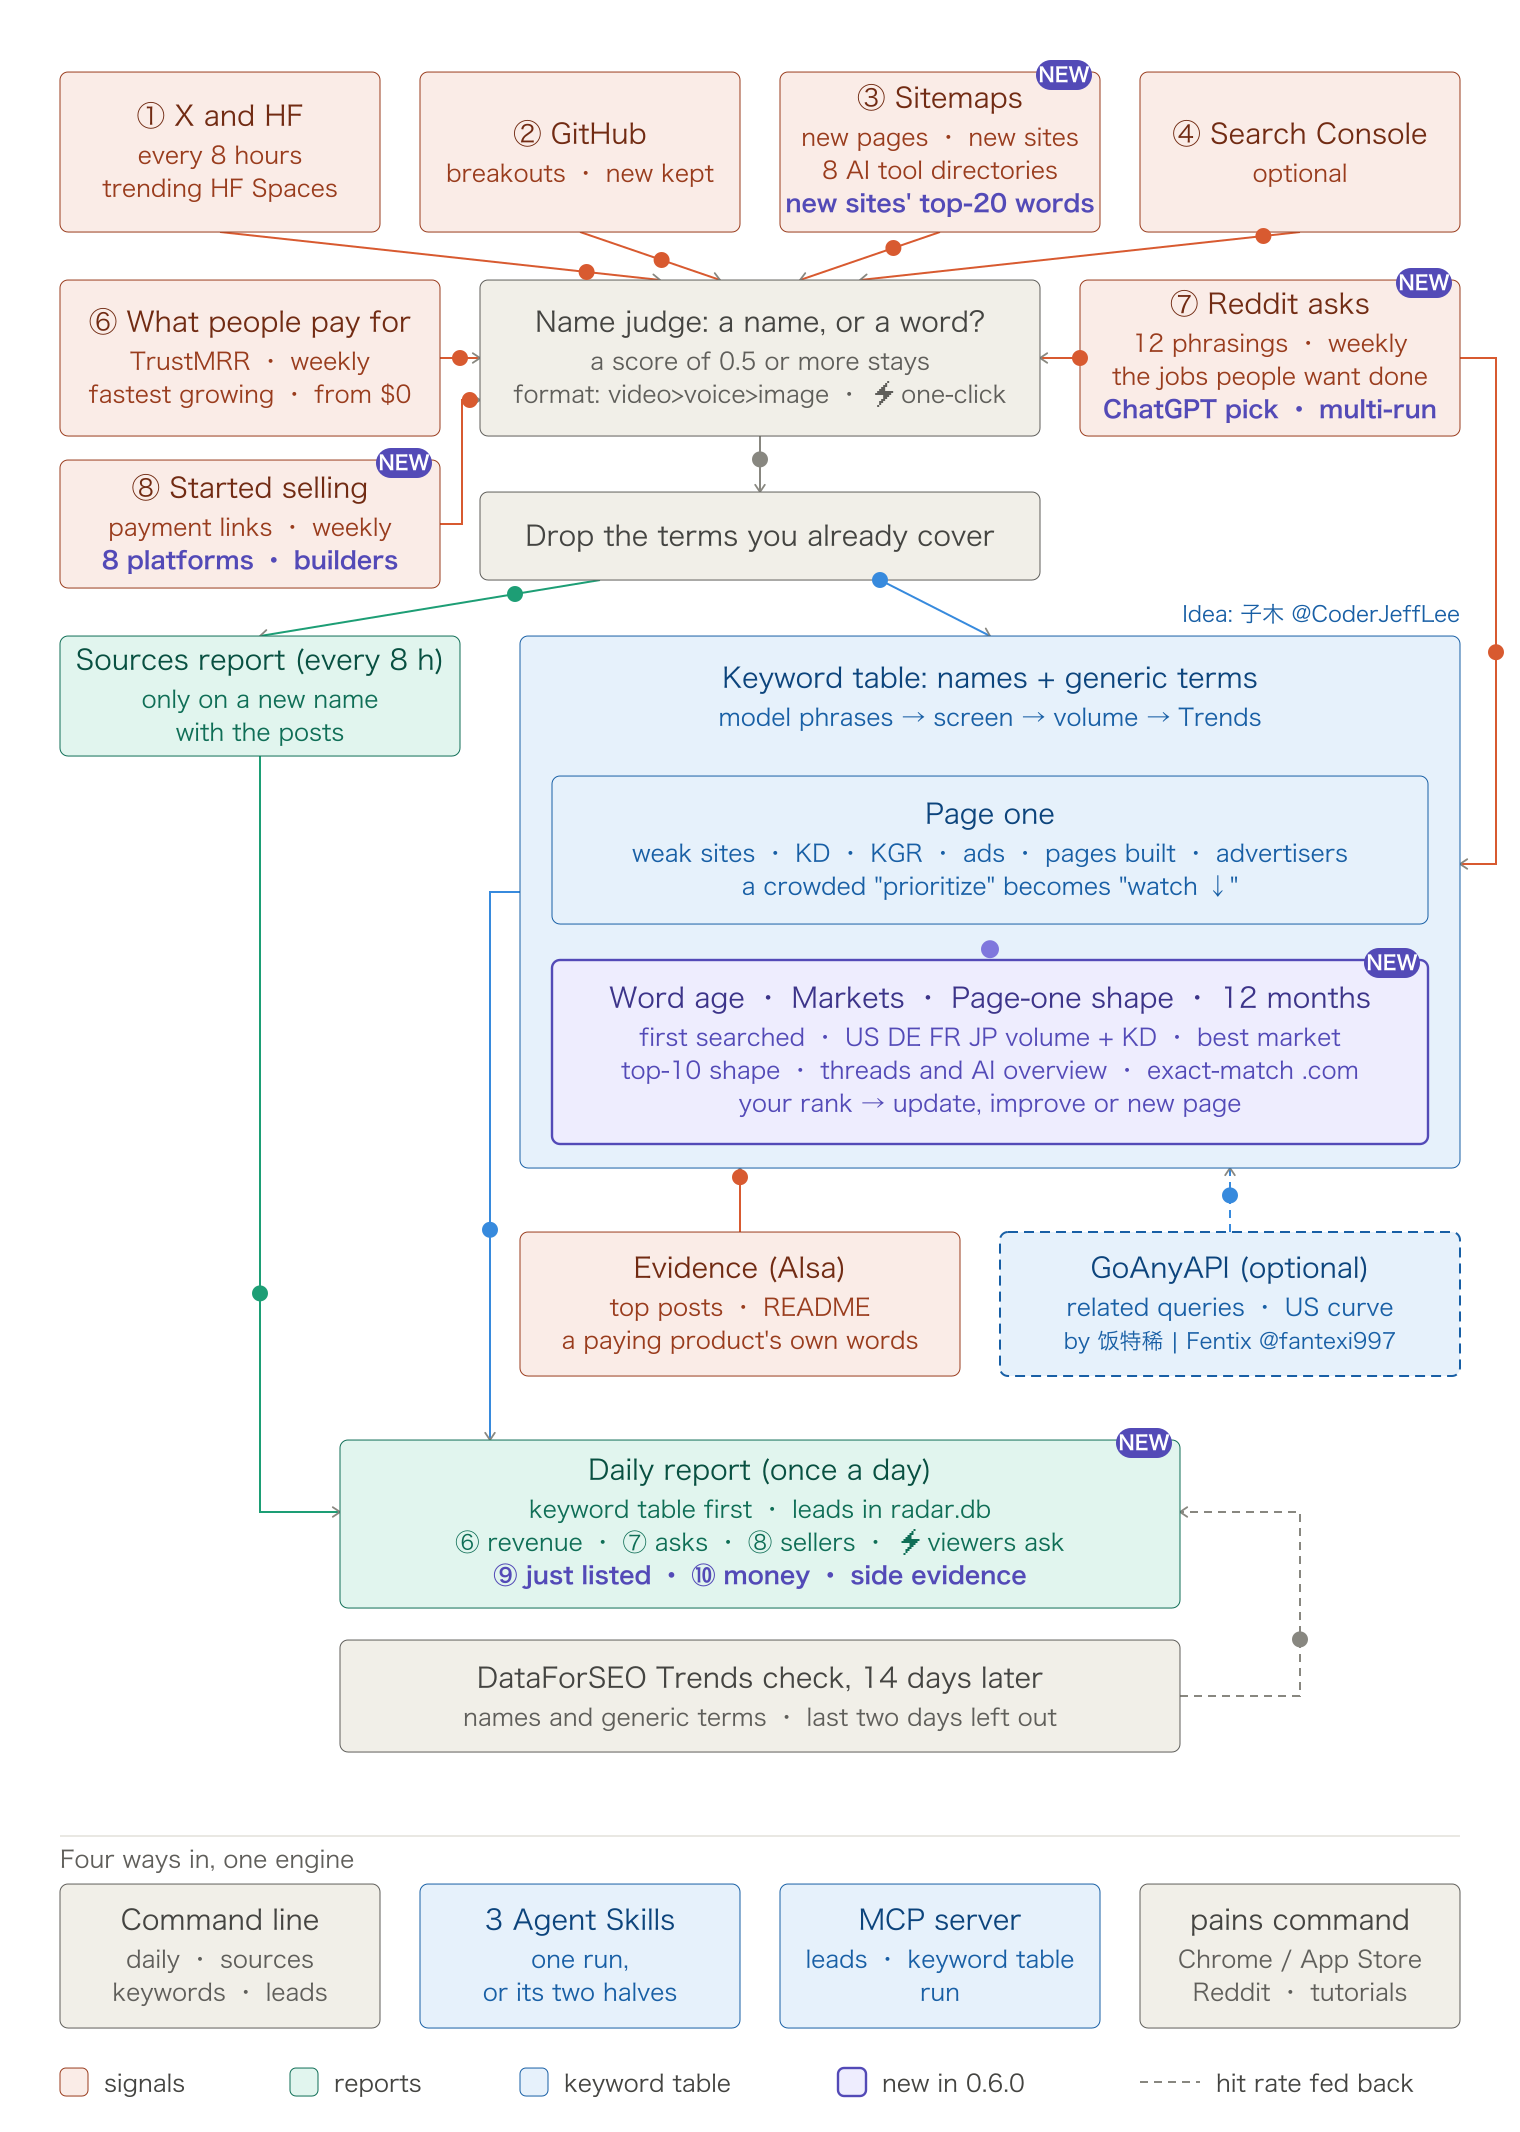 ① X and HF
every 8 hours
trending HF Spaces
② GitHub
breakouts · new kept
NEW
③ Sitemaps
new pages · new sites
8 AI tool directories
new sites' top-20 words
④ Search Console
optional
⑥ What people pay for
TrustMRR · weekly
fastest growing · from $0
Name judge: a name, or a word?
a score of 0.5 or more stays
format: video>voice>image · ⚡ one-click
NEW
⑦ Reddit asks
12 phrasings · weekly
the jobs people want done
ChatGPT pick · multi-run
NEW
⑧ Started selling
payment links · weekly
8 platforms · builders
Drop the terms you already cover
Idea: 子木 @CoderJeffLee
Sources report (every 8 h)
only on a new name
with the posts
Keyword table: names + generic terms
model phrases → screen → volume → Trends
Page one
weak sites · KD · KGR · ads · pages built · advertisers
a crowded "prioritize" becomes "watch ↓"
NEW
Word age · Markets · Page-one shape · 12 months
first searched · US DE FR JP volume + KD · best market
top-10 shape · threads and AI overview · exact-match .com
your rank → update, improve or new page
Evidence (AIsa)
top posts · README
a paying product's own words
GoAnyAPI (optional)
related queries · US curve
by 饭特稀 | Fentix @fantexi997
NEW
Daily report (once a day)
keyword table first · leads in radar.db
⑥ revenue · ⑦ asks · ⑧ sellers · ⚡ viewers ask
⑨ just listed · ⑩ money · side evidence
DataForSEO Trends check, 14 days later
names and generic terms · last two days left out
Four ways in, one engine
Command line
daily · sources
keywords · leads
3 Agent Skills
one run,
or its two halves
MCP server
leads · keyword table
run
pains command
Chrome / App Store
Reddit · tutorials
signals
reports
keyword table
new in 0.6.0
hit rate fed back